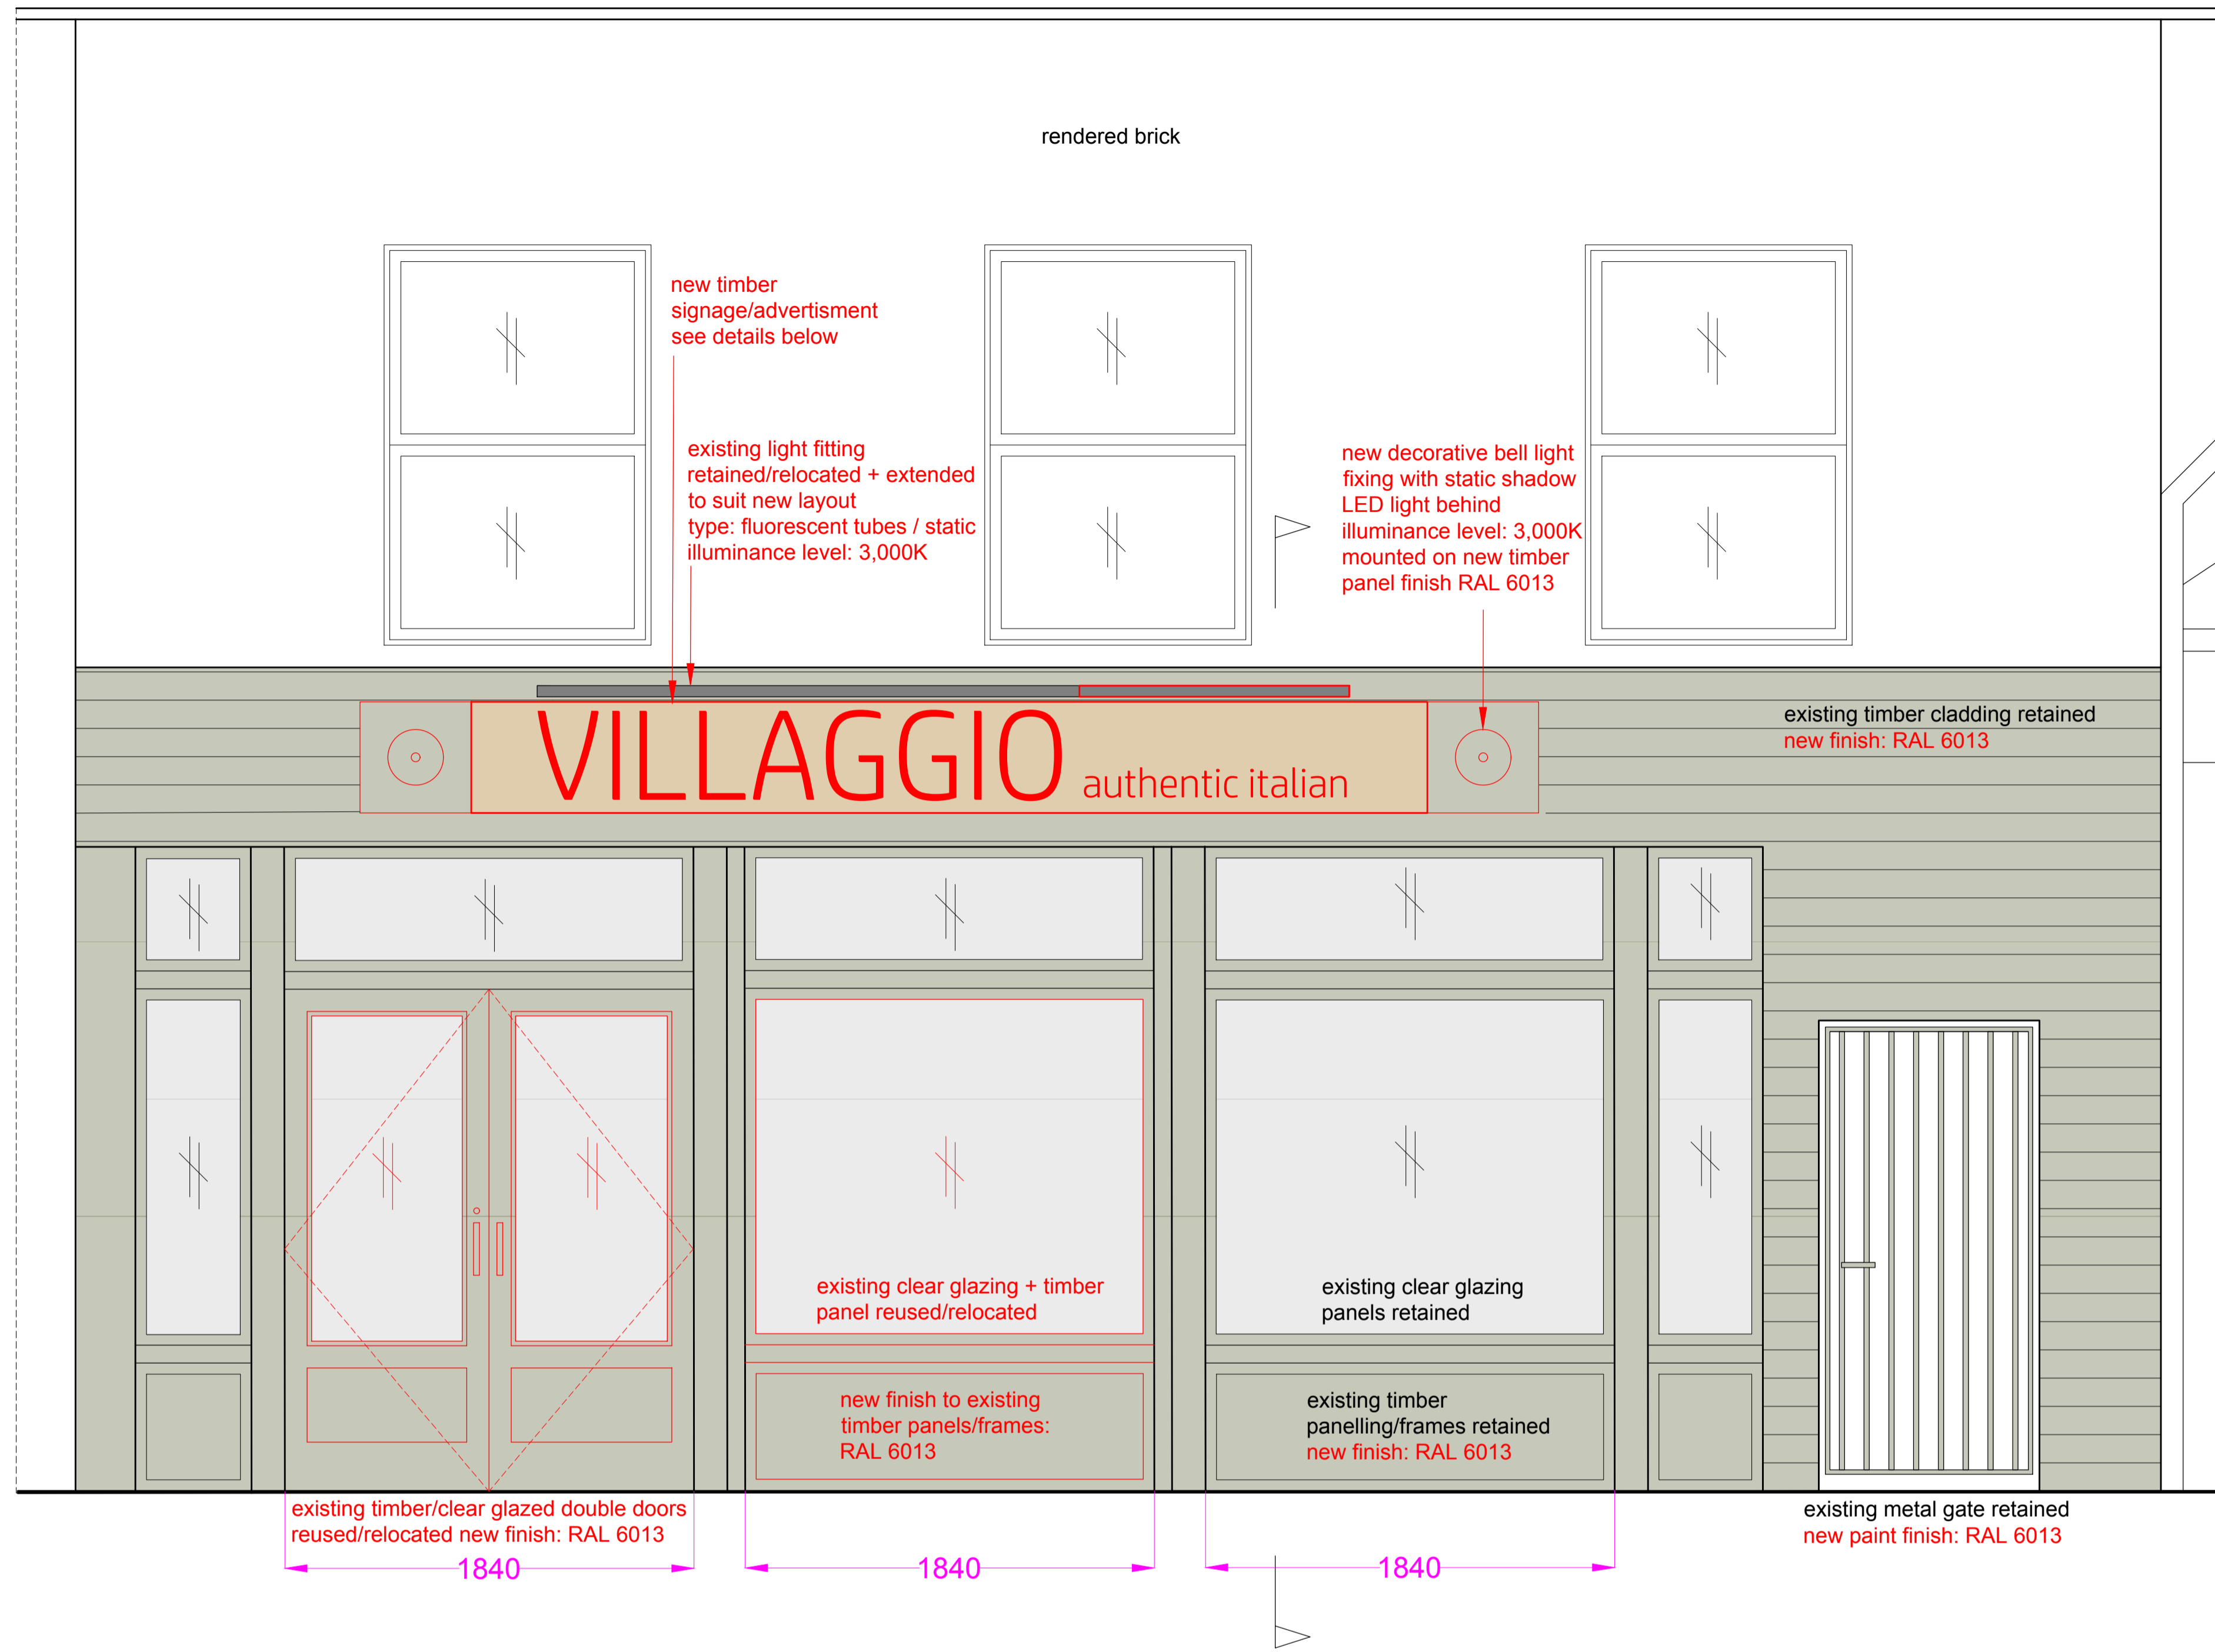 rendered brick
new timber
signage/advertisment
see details below
existing light fitting
retained/relocated + extended
to suit new layout
type: fluorescent tubes / static
illuminance level: 3,000K
new decorative bell light
fixing with static shadow
LED light behind
illuminance level: 3,000K
mounted on new timber
panel finish RAL 6013
VILLAGGIO authentic italian
existing timber cladding retained
new finish: RAL 6013
existing clear glazing + timber
panel reused/relocated
existing clear glazing
panels retained
new finish to existing
timber panels/frames:
RAL 6013
existing timber
panelling/frames retained
new finish: RAL 6013
existing timber/clear glazed double doors
reused/relocated new finish: RAL 6013
existing metal gate retained
new paint finish: RAL 6013
1840
1840
1840